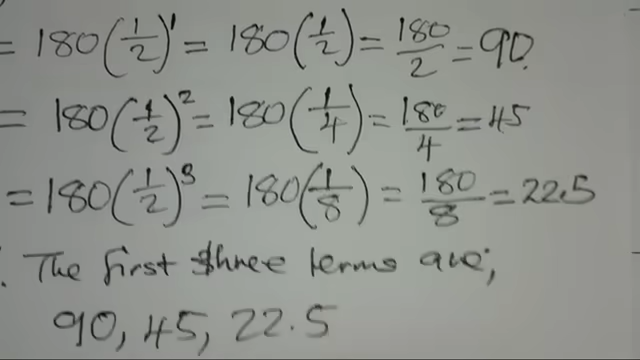 = 180(1/2)¹ = 180(1/2) = 180/2 = 90.
= 180(1/2)² = 180(1/4) = 180/4 = 45
= 180(1/2)³ = 180(1/8) = 180/8 = 22.5
. The first three terms are;
90, 45, 22.5